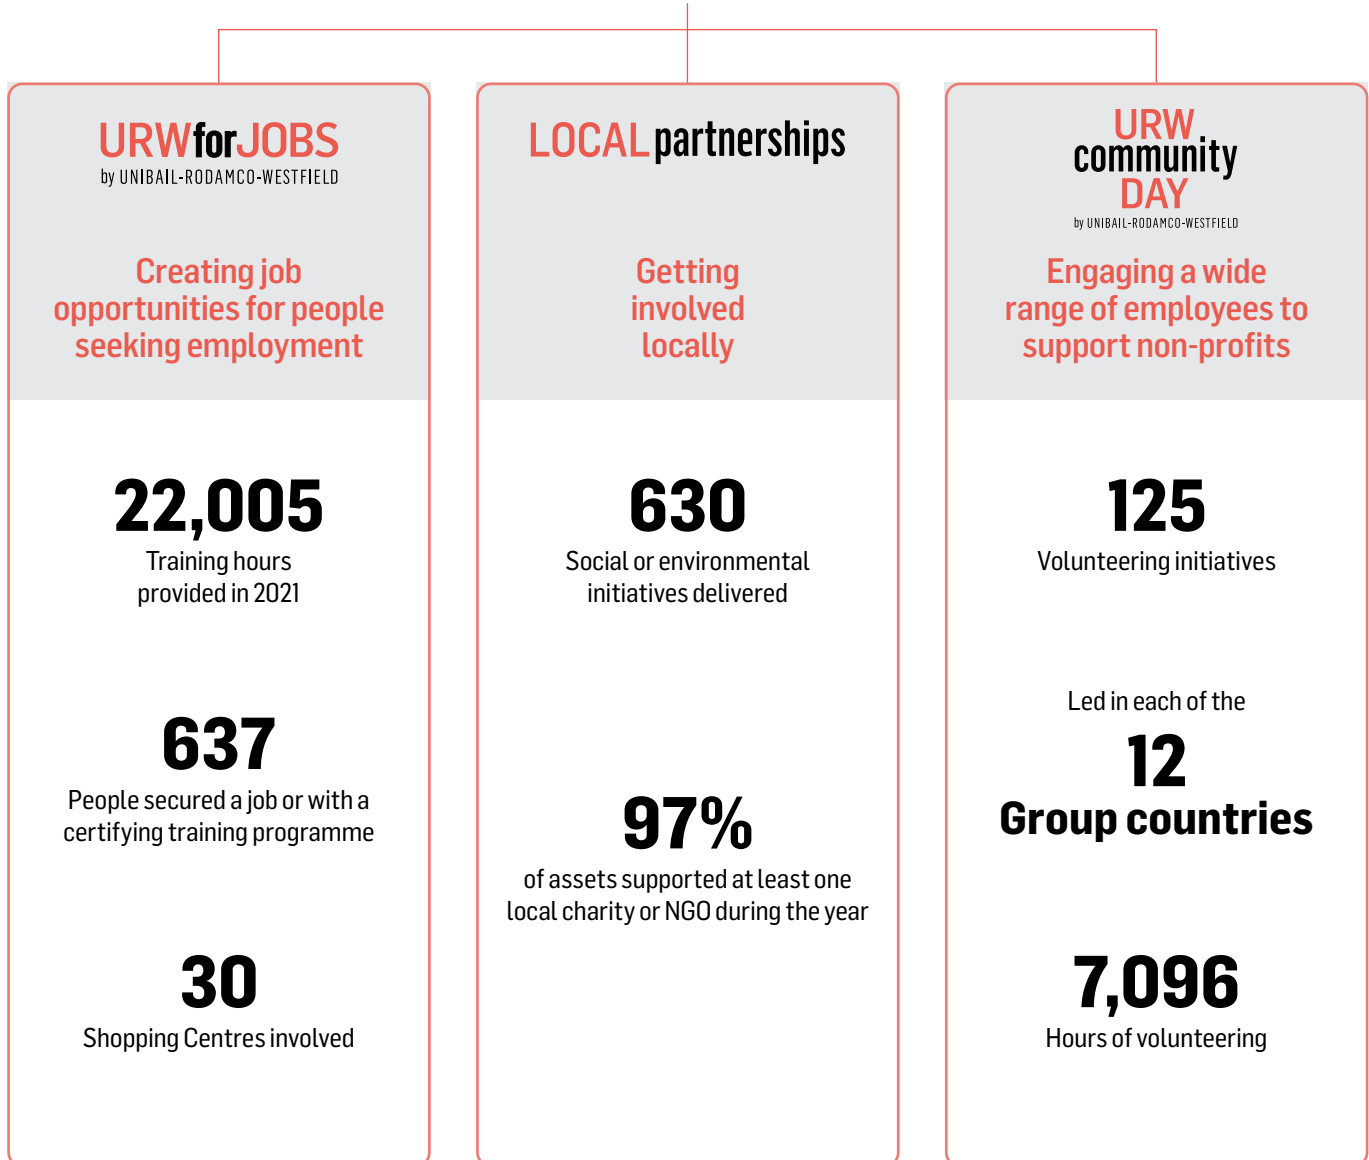 URWforJOBS
by UNIBAIL-RODAMCO-WESTFIELD
Creating job
opportunities for people
seeking employment
22,005
Training hours
provided in 2021
637
People secured a job or with a
certifying training programme
30
Shopping Centres involved
LOCAL partnerships
Getting
involved
locally
630
Social or environmental
initiatives delivered
97%
of assets supported at least one
local charity or NGO during the year
URW
community
DAY
by UNIBAIL-RODAMCO-WESTFIELD
Engaging a wide
range of employees to
support non-profits
125
Volunteering initiatives
Led in each of the
12
Group countries
7,096
Hours of volunteering